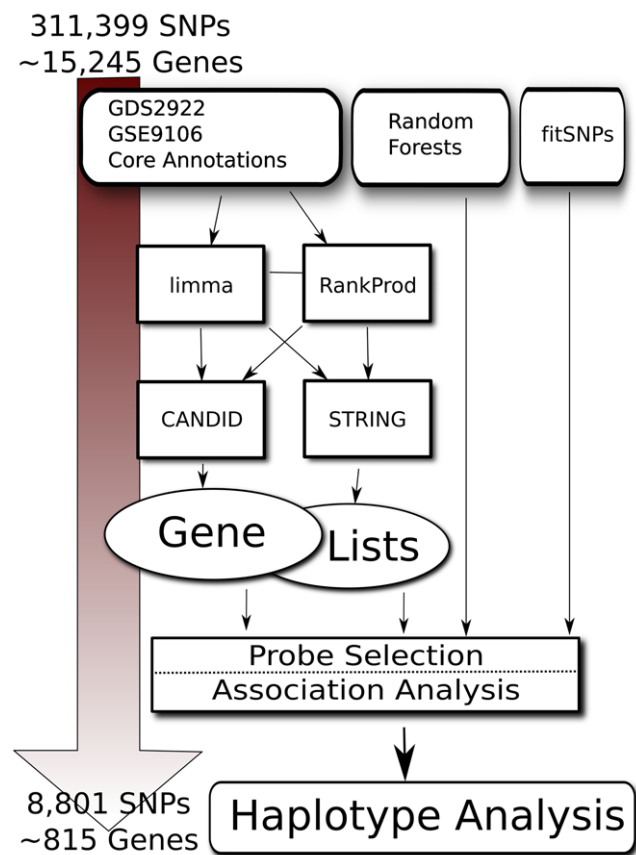 311,399 SNPs
~15,245 Genes
GDS2922
GSE9106
Core Annotations
Random
Forests
fitSNPs
limma
RankProd
CANDID
STRING
Gene
Lists
Probe Selection
Association Analysis
8,801 SNPs
~815 Genes
Haplotype Analysis